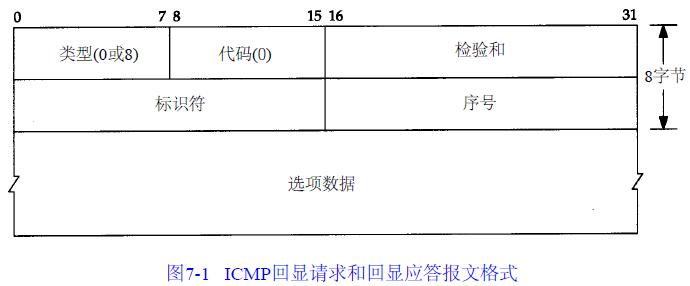 0 7 8 15 16 31
类型(0或8) 代码(0) 检验和
8字节
标识符 序号
选项数据
图7-1 ICMP回显请求和回显应答报文格式